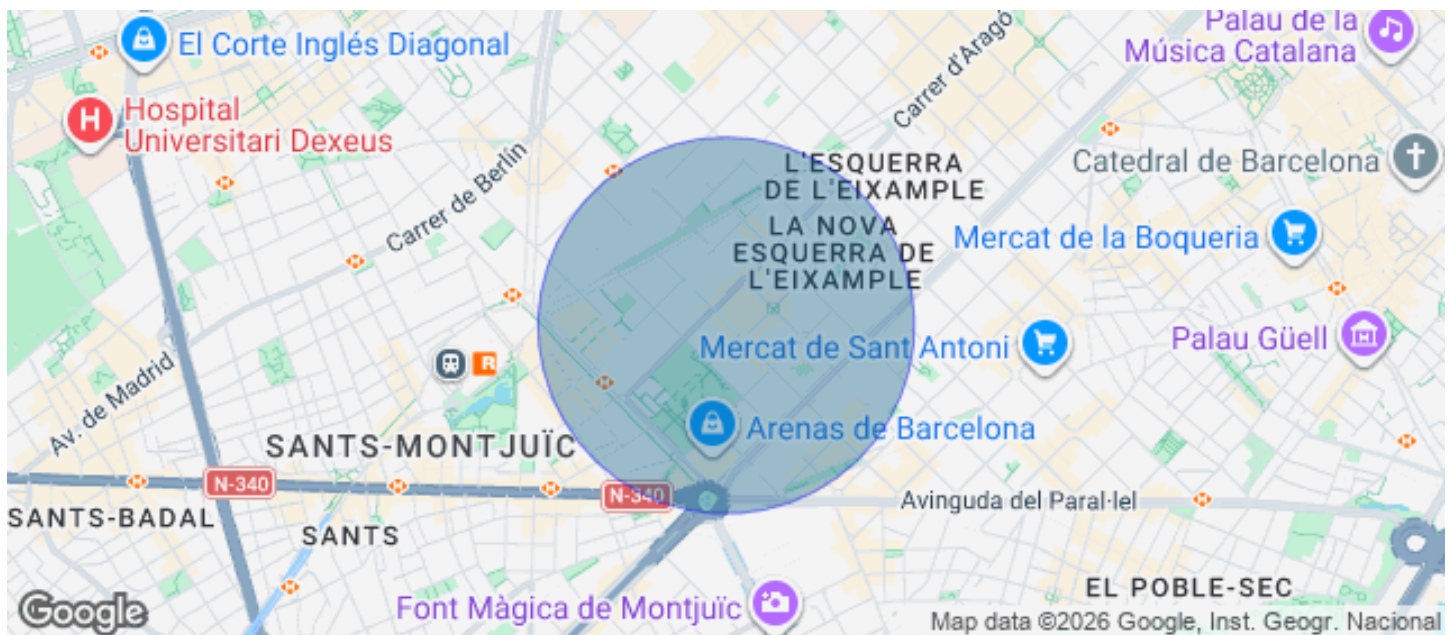 El Corte Inglés Diagonal
Palau de la
Música Catalana
Carrer d'Aragó
H
Hospital
Universitari Dexeus
Carrer de Berlín
L'ESQUERRA
DE L'EIXAMPLE
Catedral de Barcelona
LA NOVA
ESQUERRA DE
L'EIXAMPLE
Mercat de la Boqueria
Mercat de Sant Antoni
Palau Güell
R
Av. de Madrid
Arenas de Barcelona
SANTS-MONTJUÏC
N-340
N-340
Avinguda del Paral·lel
SANTS-BADAL
SANTS
EL POBLE-SEC
Google
Font Màgica de Montjuïc
Map data ©2026 Google, Inst. Geogr. Nacional